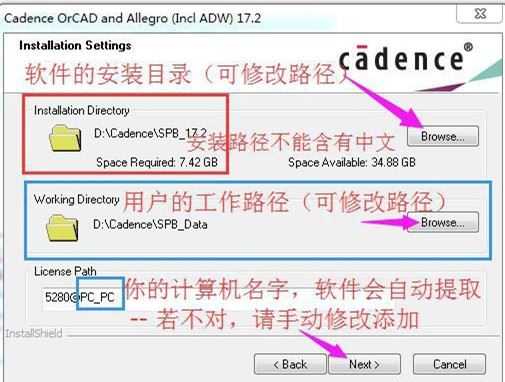 Cadence OrCAD and Allegro (Incl ADW) 17.2
Installation Settings
cādence®
软件的安装目录（可修改路径）
Installation Directory
D:\Cadence\SPB_17.2
安装路径不能含有中文
Browse...
Space Required: 7.42 GB
Space Available: 34.88 GB
Working Directory
用户的工作路径（可修改路径）
D:\Cadence\SPB_Data
Browse...
License Path
5280@PC_PC
你的计算机名字，软件会自动提取
-- 若不对，请手动修改添加
InstallShield
< Back
Next >
Cancel